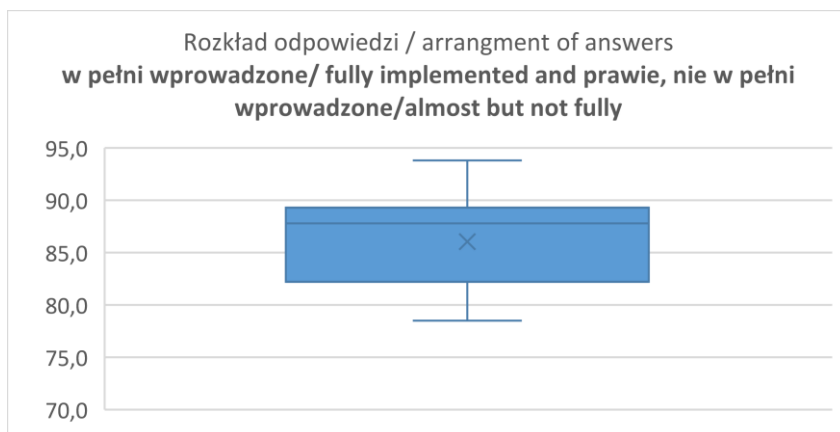 Rozkład odpowiedzi / arrangment of answers
w pełni wprowadzone/ fully implemented and prawie, nie w pełni
wprowadzone/almost but not fully
95,0
90,0
85,0
80,0
75,0
70,0